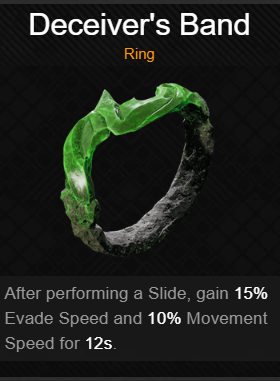 Deceiver's Band
Ring
After performing a Slide, gain 15%
Evade Speed and 10% Movement
Speed for 12s.